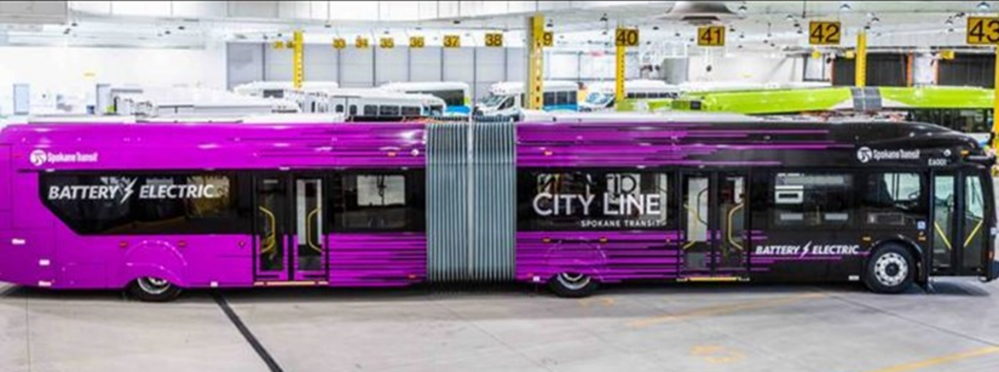 33 34 35 36 37 38 39 40 41 42 43
Spokane Transit
BATTERY ELECTRIC
CITY LINE
SPOKANE TRANSIT
Spokane Transit
BATTERY ELECTRIC